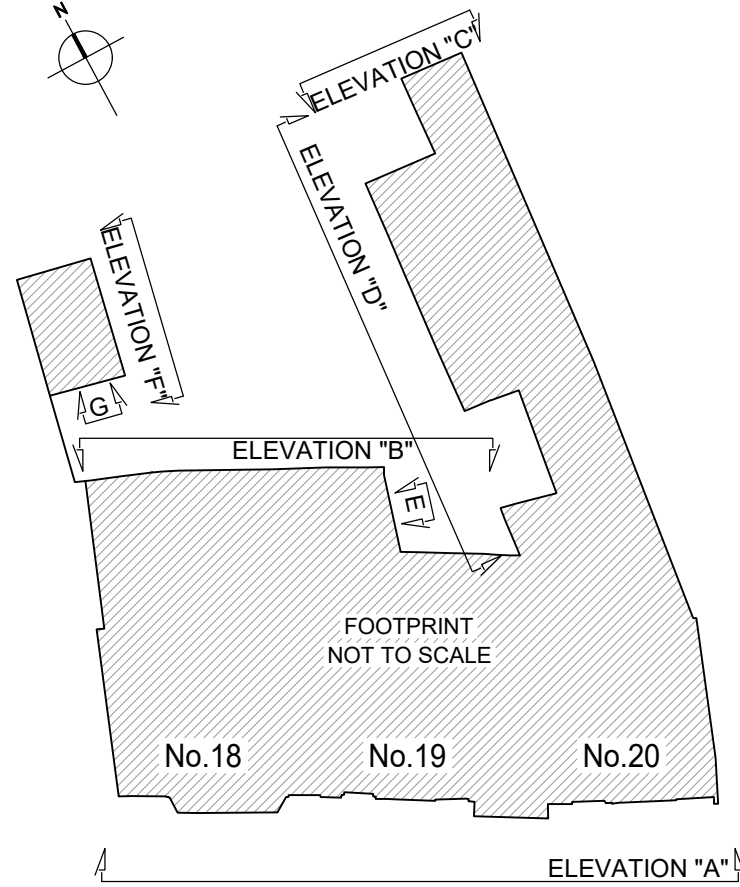 N
ELEVATION "C"
ELEVATION "D"
ELEVATION "F"
G
ELEVATION "B"
E
FOOTPRINT
NOT TO SCALE
No.18
No.19
No.20
ELEVATION "A"